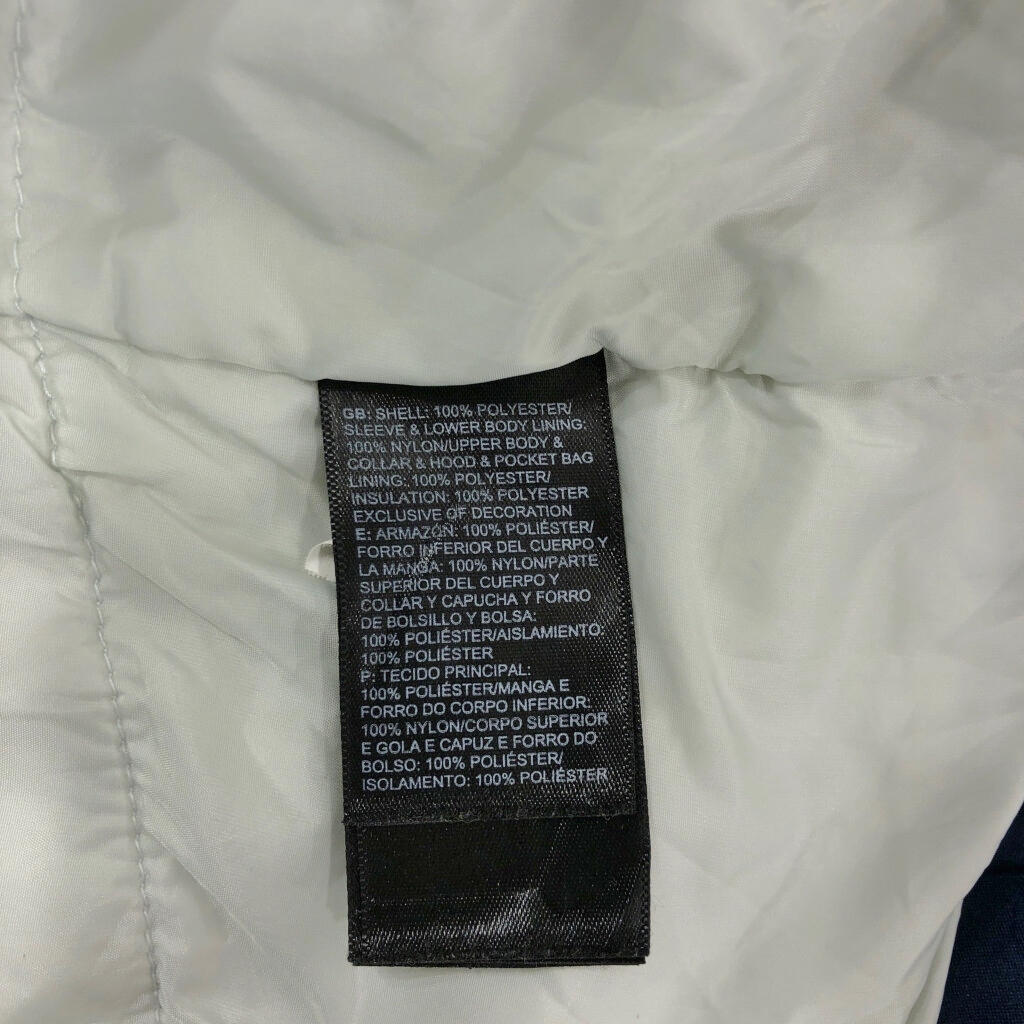 GB: SHELL: 100% POLYESTER/
SLEEVE & LOWER BODY LINING:
100% NYLON/UPPER BODY &
COLLAR & HOOD & POCKET BAG
LINING: 100% POLYESTER/
INSULATION: 100% POLYESTER
EXCLUSIVE OF DECORATION
E: ARMAZÓN: 100% POLIÉSTER/
FORRO INFERIOR DEL CUERPO Y
LA MANGA: 100% NYLON/PARTE
SUPERIOR DEL CUERPO Y
COLLAR Y CAPUCHA Y FORRO
DE BOLSILLO Y BOLSA:
100% POLIÉSTER/AISLAMIENTO:
100% POLIÉSTER
P: TECIDO PRINCIPAL:
100% POLIÉSTER/MANGA E
FORRO DO CORPO INFERIOR:
100% NYLON/CORPO SUPERIOR
E GOLA E CAPUZ E FORRO DO
BOLSO: 100% POLIÉSTER/
ISOLAMENTO: 100% POLIÉSTER